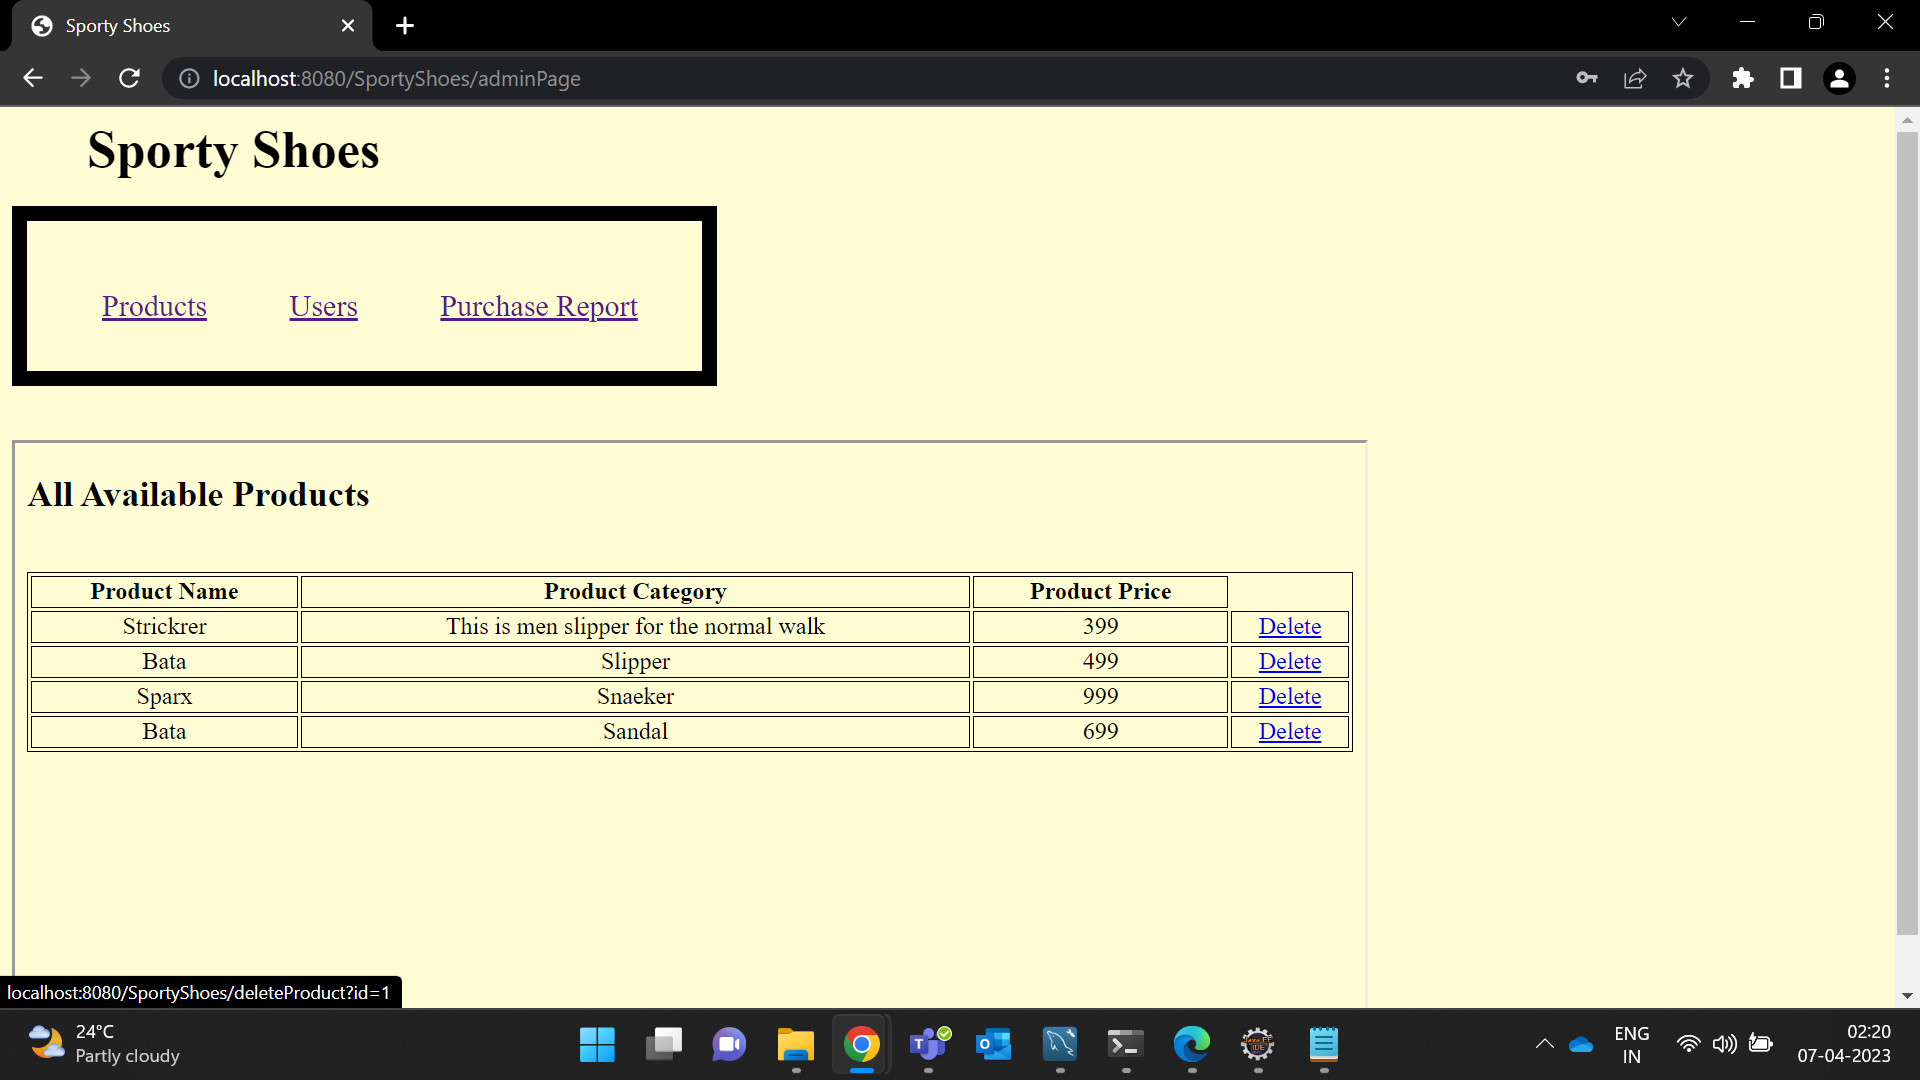 Sporty Shoes
localhost:8080/SportyShoes/adminPage
Sporty Shoes
Products Users Purchase Report
All Available Products
Product Name Product Category Product Price
Strickrer This is men slipper for the normal walk 399 Delete
Bata Slipper 499 Delete
Sparx Snaeker 999 Delete
Bata Sandal 699 Delete
localhost:8080/SportyShoes/deleteProduct?id=1
24°C
Partly cloudy
ENG
IN
02:20
07-04-2023